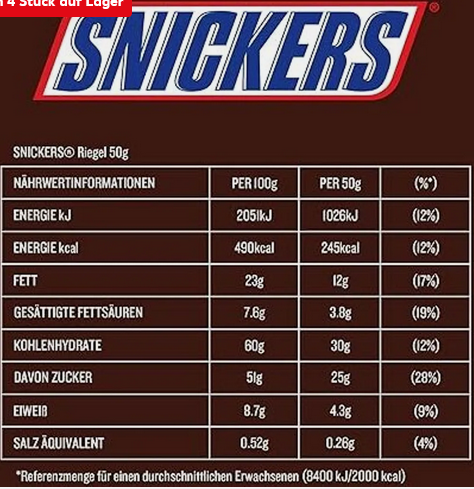 4 Stück auf Lager
SNICKERS®
SNICKERS® Riegel 50g
NÄHRWERTINFORMATIONEN PER 100g PER 50g (%*)
ENERGIE kJ 2051kJ 1026kJ (12%)
ENERGIE kcal 490kcal 245kcal (12%)
FETT 23g 12g (17%)
GESÄTTIGTE FETTSÄUREN 7.6g 3.8g (19%)
KOHLENHYDRATE 60g 30g (12%)
DAVON ZUCKER 51g 25g (28%)
EIWEIß 8.7g 4.3g (9%)
SALZ ÄQUIVALENT 0.52g 0.26g (4%)
*Referenzmenge für einen durchschnittlichen Erwachsenen (8400 kJ/2000 kcal)